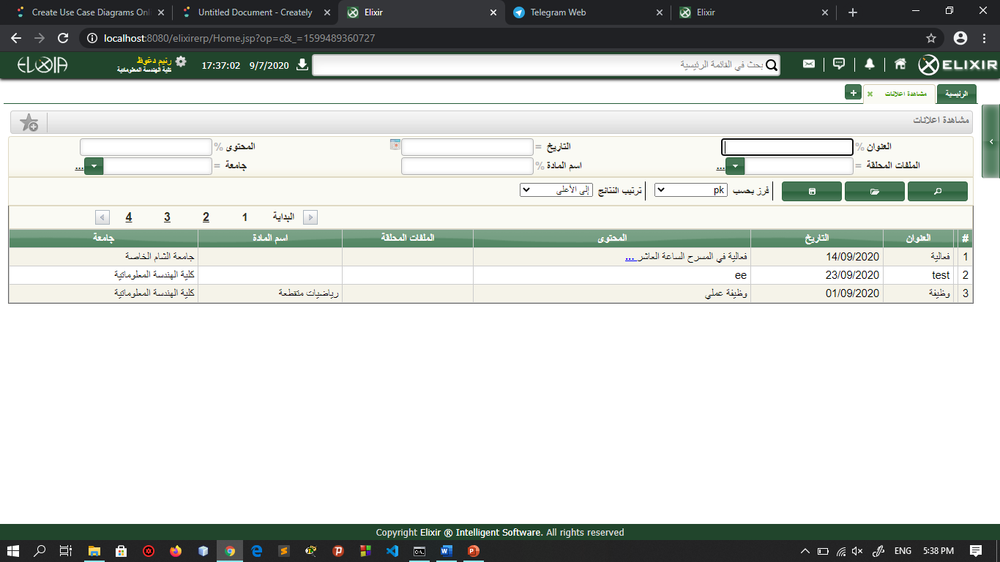 Create Use Case Diagrams Onl
Untitled Document - Creately
Elixir
Telegram Web
Elixir
localhost:8080/elixirerp/Home.jsp?op=c&_=1599489360727
ELIXIR
بحث في القائمة الرئيسية
9/7/2020
17:37:02
رنيم دغوظ
كلية الهندسة المعلوماتية
الرئيسية
مشاهدة اعلانات
مشاهدة اعلانات
العنوان %
التاريخ =
المحتوى %
الملفات المحلقة =
...
اسم المادة %
جامعة =
...
فرز بحسب
pk
ترتيب النتائج
إلى الأعلى
البداية 1 2 3 4
# العنوان التاريخ المحتوى الملفات المحلقة اسم المادة جامعة
1 فعالية 14/09/2020 فعالية في المسرح الساعة العاشر ... جامعة الشام الخاصة
2 test 23/09/2020 ee كلية الهندسة المعلوماتية
3 وظيفة 01/09/2020 وظيفة عملي رياضيات متقطعة كلية الهندسة المعلوماتية
Copyright Elixir ® Intelligent Software. All rights reserved
ENG
5:38 PM